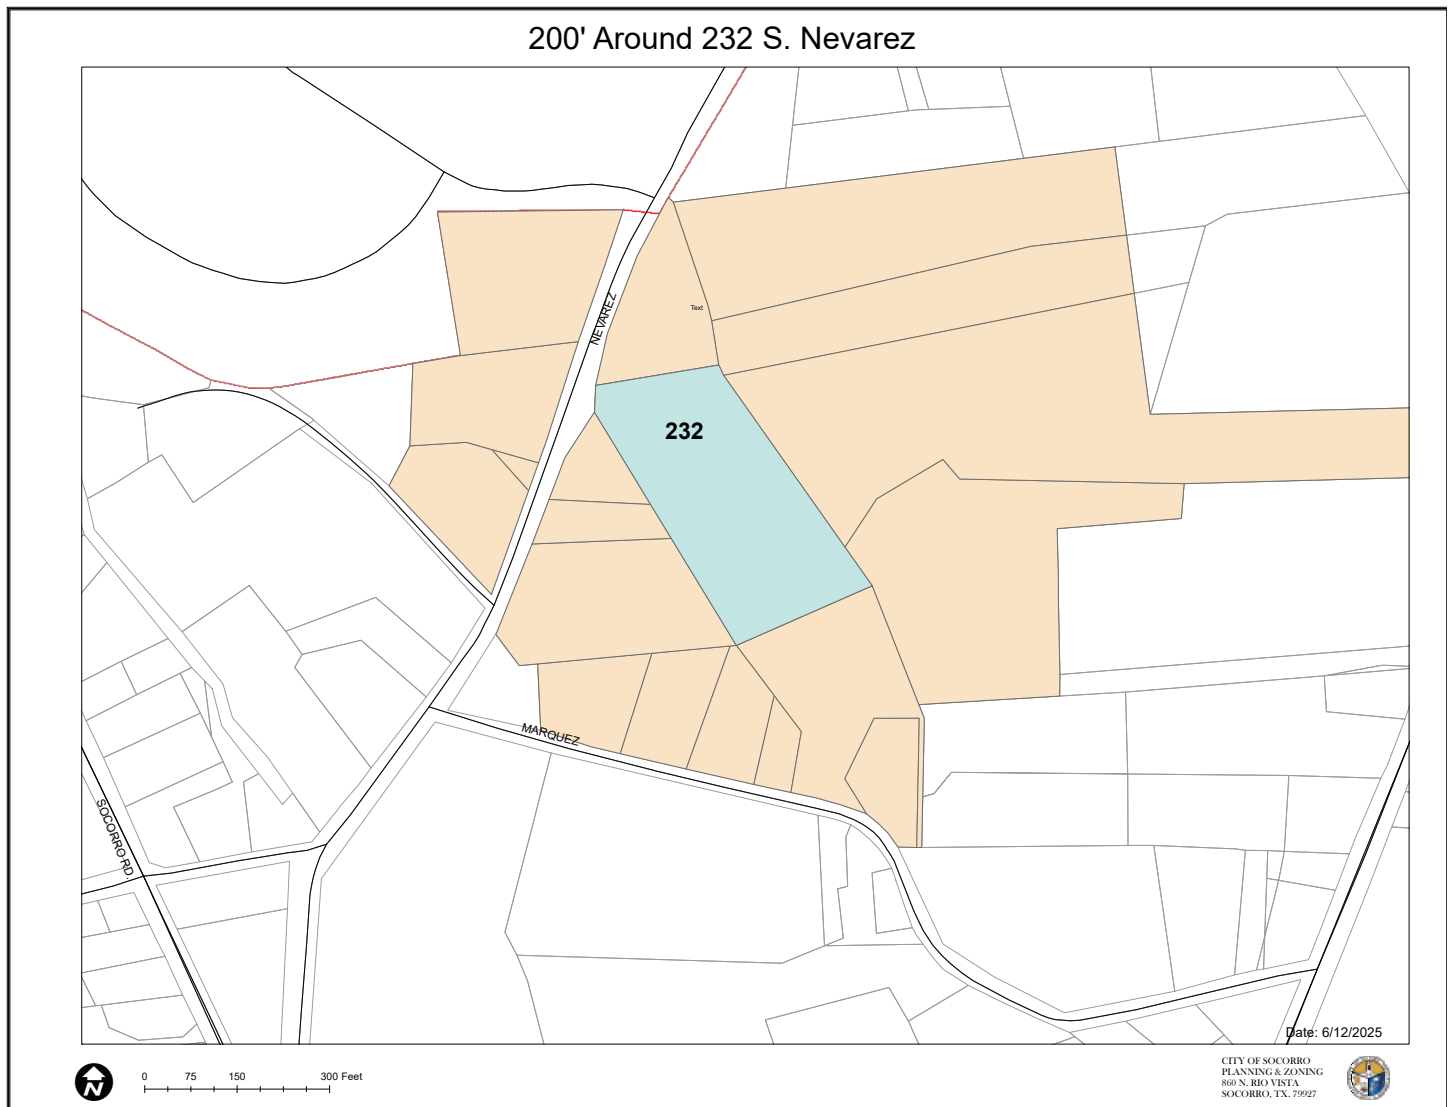 200' Around 232 S. Nevarez
NEVAREZ
Text
232
MARQUEZ
SOCORRO RD.
Date: 6/12/2025
N
0 75 150 300 Feet
CITY OF SOCORRO
PLANNING & ZONING
860 N. RIO VISTA
SOCORRO, TX. 79927